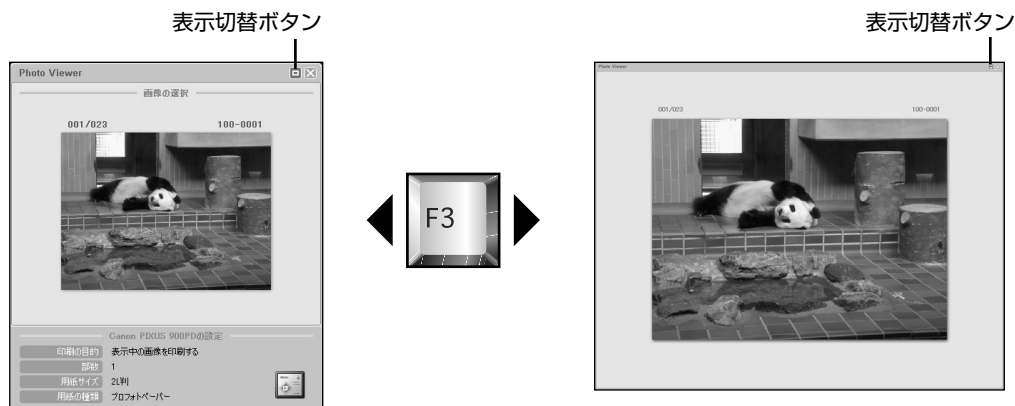 表示切替ボタン
Photo Viewer
画像の選択
001/023 100-0001
Canon PIXUS 900PDの設定
印刷の目的 表示中の画像を印刷する
部数 1
用紙サイズ 2L判
用紙の種類 プロフォトペーパー
F3
表示切替ボタン
Photo Viewer
001/023 100-0001